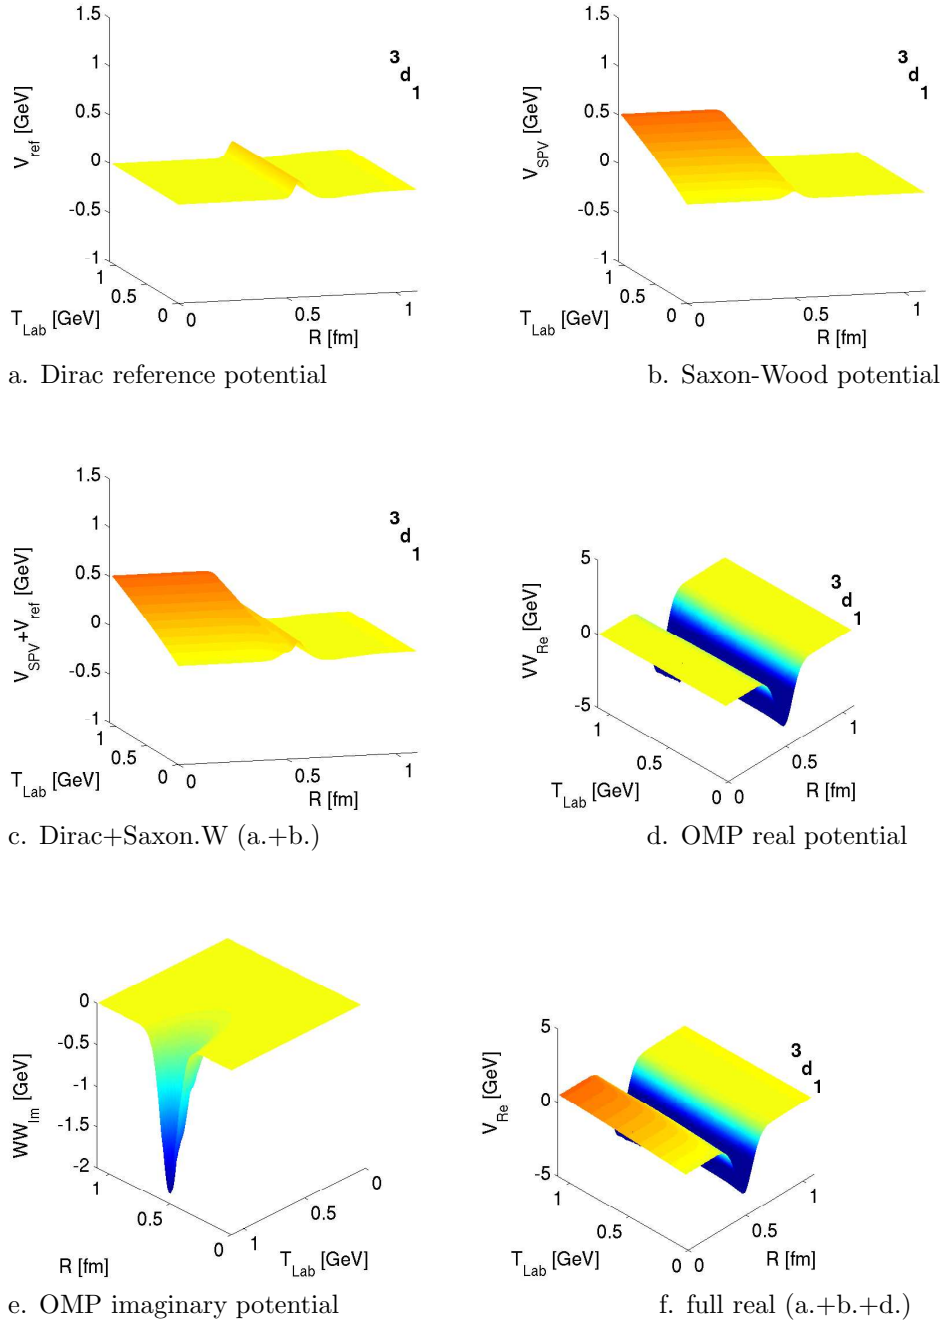 1.5
1
0.5
0
-0.5
-1
V_ref [GeV]
3
d
1
1
0.5
0
T_Lab [GeV]
0
0.5
1
R [fm]
a. Dirac reference potential
1.5
1
0.5
0
-0.5
-1
V_SPV [GeV]
3
d
1
1
0.5
0
T_Lab [GeV]
0
0.5
1
R [fm]
b. Saxon-Wood potential
1.5
1
0.5
0
-0.5
-1
V_SPV+V_ref [GeV]
3
d
1
1
0.5
0
T_Lab [GeV]
0
0.5
1
R [fm]
c. Dirac+Saxon.W (a.+b.)
5
0
-5
VV_Re [GeV]
3
d
1
1
0.5
0
T_Lab [GeV]
0
0.5
1
R [fm]
d. OMP real potential
0
-0.5
-1
-1.5
-2
WW_Im [GeV]
1
0.5
0
R [fm]
1
0.5
0
T_Lab [GeV]
e. OMP imaginary potential
5
0
-5
V_Re [GeV]
3
d
1
1
0.5
0
T_Lab [GeV]
0
0.5
1
R [fm]
f. full real (a.+b.+d.)